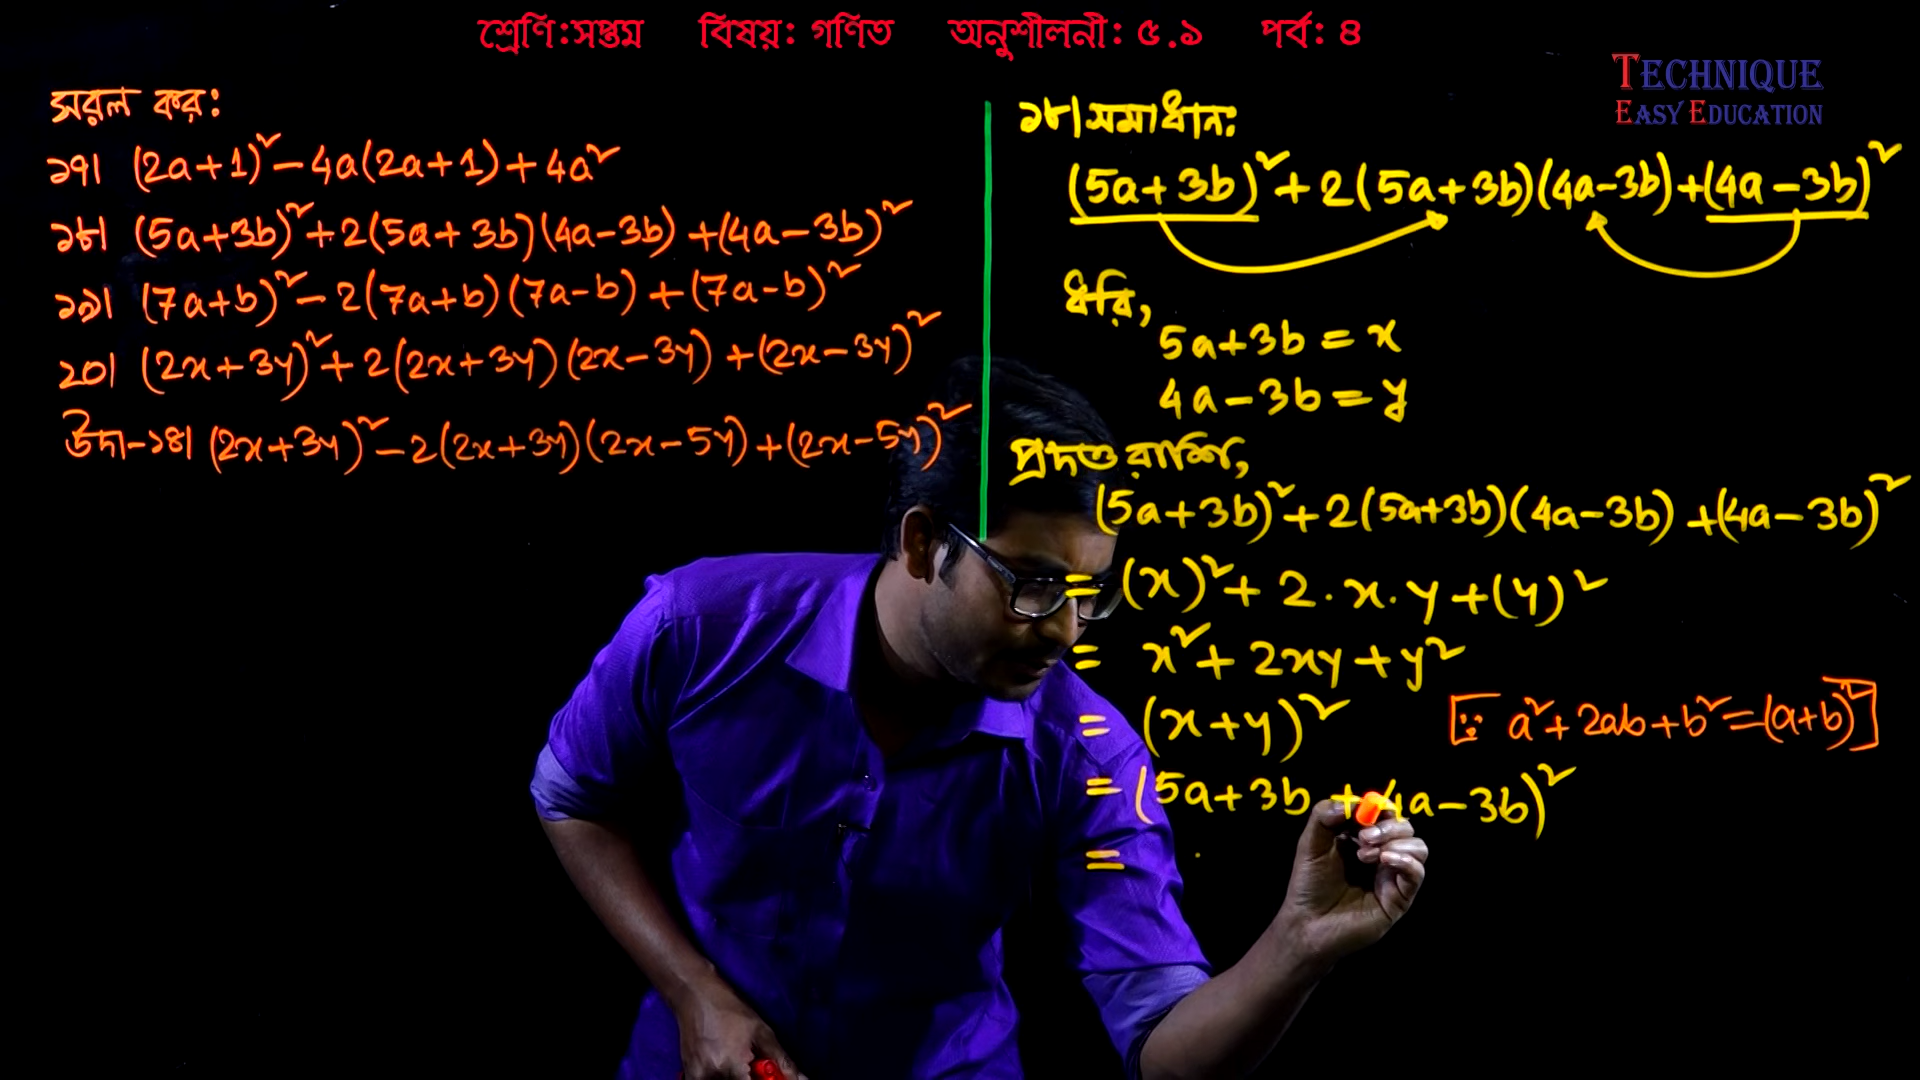 শ্রেণি:সপ্তম বিষয়: গণিত অনুশীলনী: ৫.১ পর্ব: ৪
TECHNIQUE
EASY EDUCATION
সরল কর:
১৭। (2a+1)² - 4a(2a+1) + 4a²
১৮। (5a+3b)² + 2(5a+3b)(4a-3b) + (4a-3b)²
১৯। (7a+b)² - 2(7a+b)(7a-b) + (7a-b)²
২০। (2x+3y)² + 2(2x+3y)(2x-3y) + (2x-3y)²
উদা-১৪। (2x+3y)² - 2(2x+3y)(2x-5y) + (2x-5y)²
১৮। সমাধান:
(5a+3b)² + 2(5a+3b)(4a-3b) + (4a-3b)²
ধরি,
5a+3b = x
4a-3b = y
প্রদত্ত রাশি,
(5a+3b)² + 2(5a+3b)(4a-3b) + (4a-3b)²
= (x)² + 2.x.y + (y)²
= x² + 2xy + y²
= (x+y)² [∵ a²+2ab+b² = (a+b)²]
= (5a+3b+4a-3b)²
=